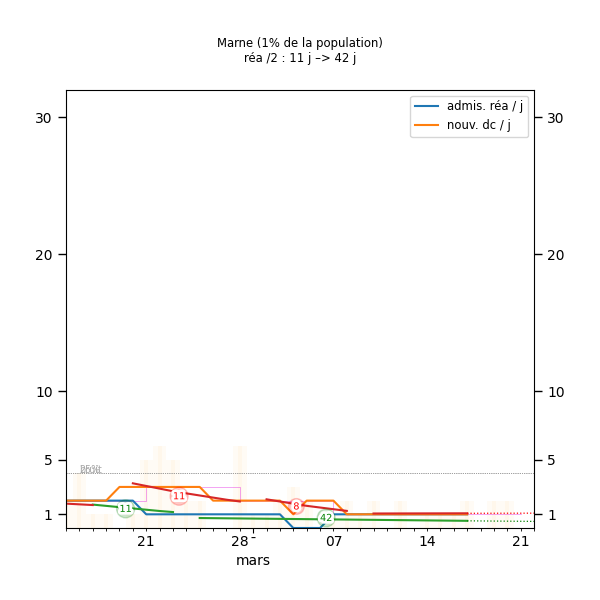 Marne (1% de la population)
réa /2 : 11 j –> 42 j
admis. réa / j
nouv. dc / j
30 30
20 20
10 10
5 5
1 1
11
11
8
42
21 28 07 14 21
mars